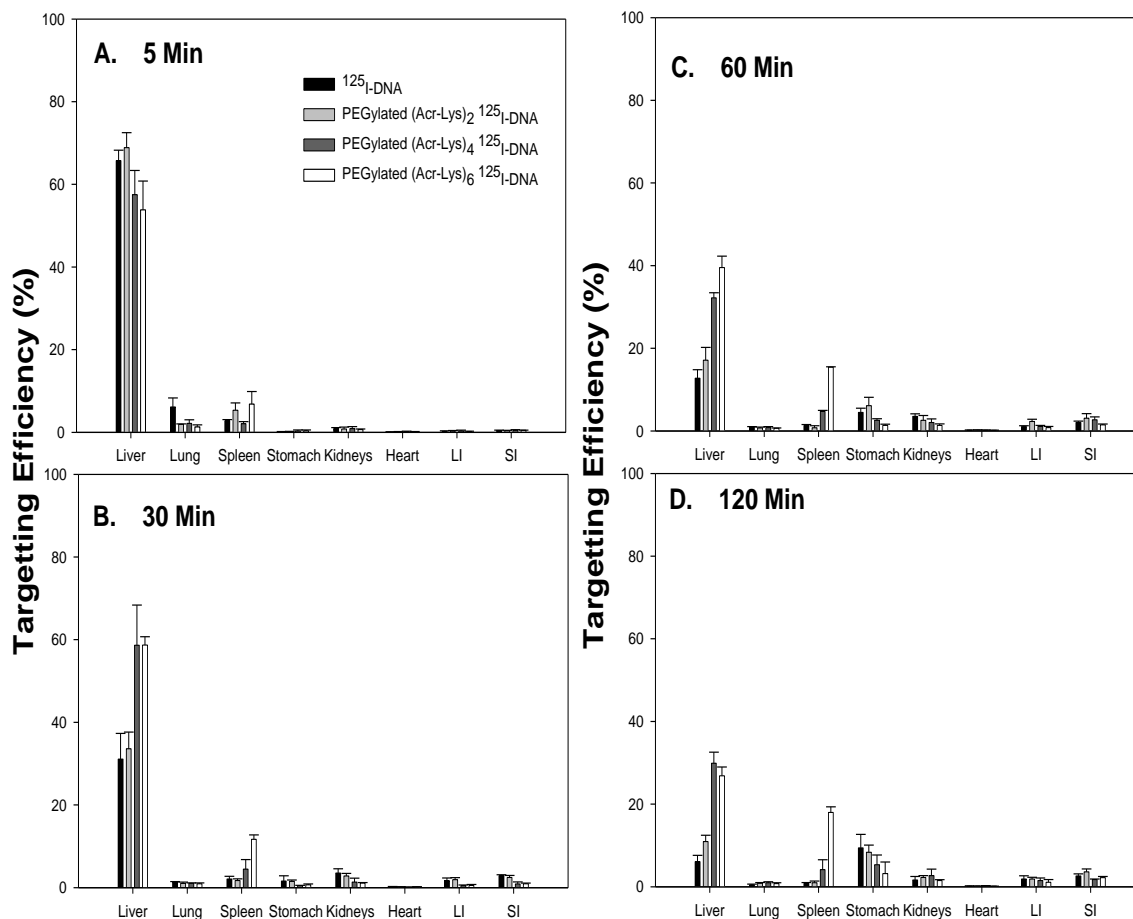 A. 5 Min
125I-DNA
PEGylated (Acr-Lys)2 125I-DNA
PEGylated (Acr-Lys)4 125I-DNA
PEGylated (Acr-Lys)6 125I-DNA
100
80
60
40
20
0
Liver Lung Spleen Stomach Kidneys Heart LI SI
B. 30 Min
100
80
60
40
20
0
Liver Lung Spleen Stomach Kidneys Heart LI SI
Targetting Efficiency (%)
C. 60 Min
100
80
60
40
20
0
Liver Lung Spleen Stomach Kidneys Heart LI SI
D. 120 Min
100
80
60
40
20
0
Liver Lung Spleen Stomach Kidneys Heart LI SI
Targetting Efficiency (%)